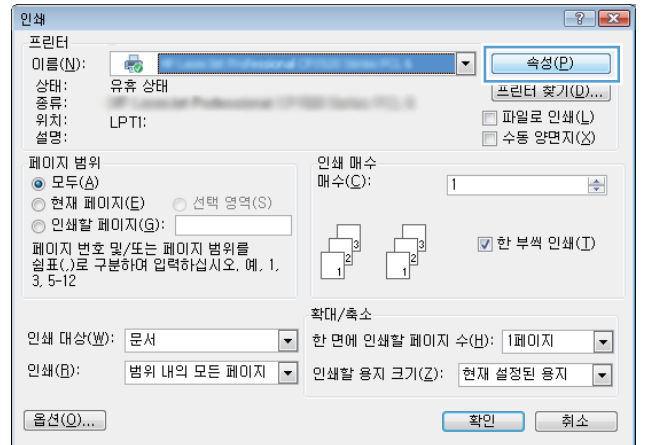 인쇄
프린터
이름(N):
속성(P)
상태: 유휴 상태
프린터 찾기(D)...
종류:
위치: LPT1:
파일로 인쇄(L)
설명:
수동 양면지(X)
페이지 범위
모두(A)
현재 페이지(E) 선택 영역(S)
인쇄할 페이지(G):
페이지 번호 및/또는 페이지 범위를
쉼표(,)로 구분하여 입력하십시오. 예, 1,
3, 5-12
인쇄 매수
매수(C): 1
1 2 3 1 2 3
한 부씩 인쇄(T)
인쇄 대상(W): 문서
인쇄(R): 범위 내의 모든 페이지
확대/축소
한 면에 인쇄할 페이지 수(H): 1페이지
인쇄할 용지 크기(Z): 현재 설정된 용지
옵션(O)...
확인 취소